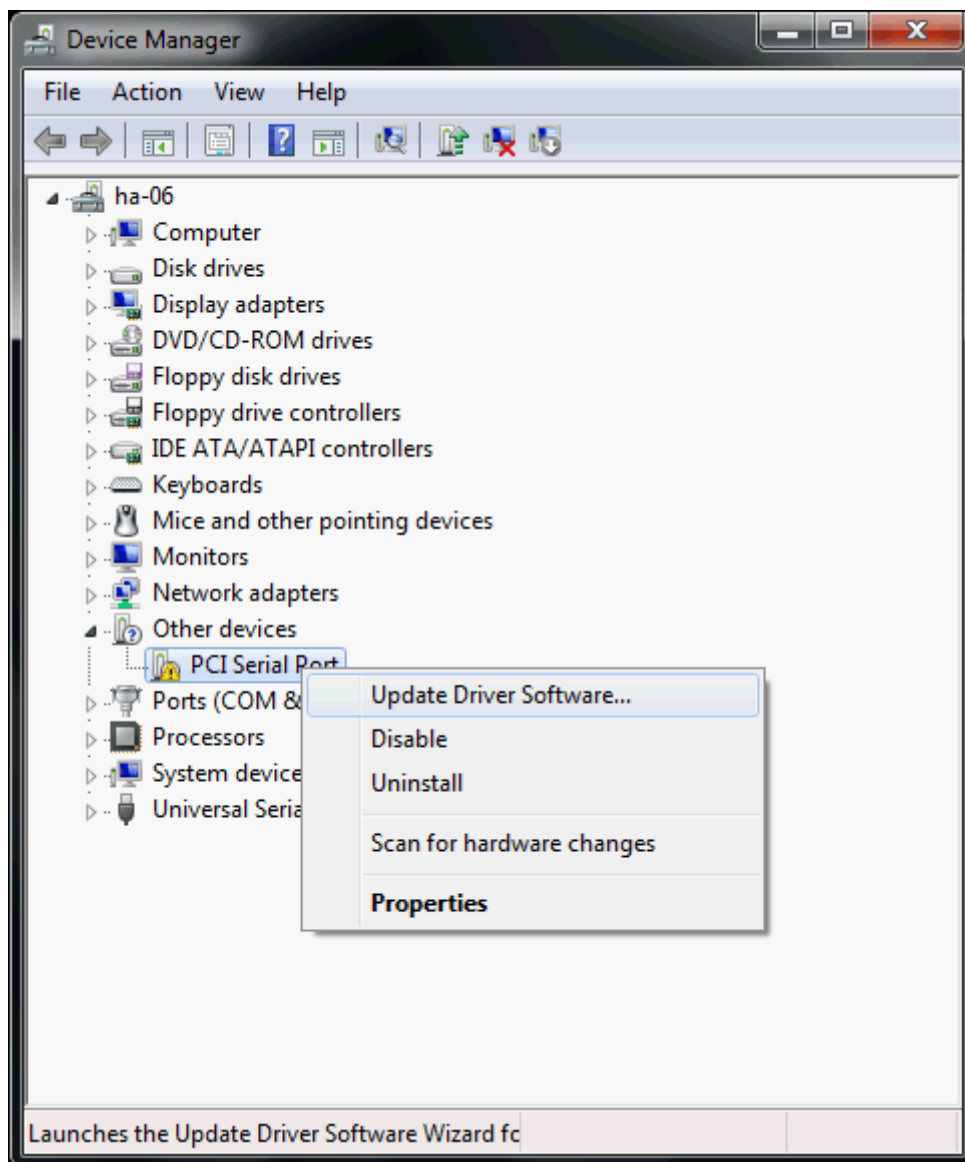 Device Manager
File Action View Help
ha-06
Computer
Disk drives
Display adapters
DVD/CD-ROM drives
Floppy disk drives
Floppy drive controllers
IDE ATA/ATAPI controllers
Keyboards
Mice and other pointing devices
Monitors
Network adapters
Other devices
PCI Serial Port
Ports (COM &
Processors
System device
Universal Seria
Update Driver Software...
Disable
Uninstall
Scan for hardware changes
Properties
Launches the Update Driver Software Wizard fo